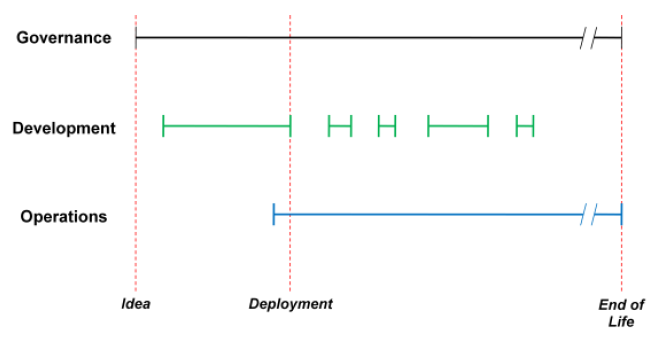 Governance
Development
Operations
Idea
Deployment
End of
Life